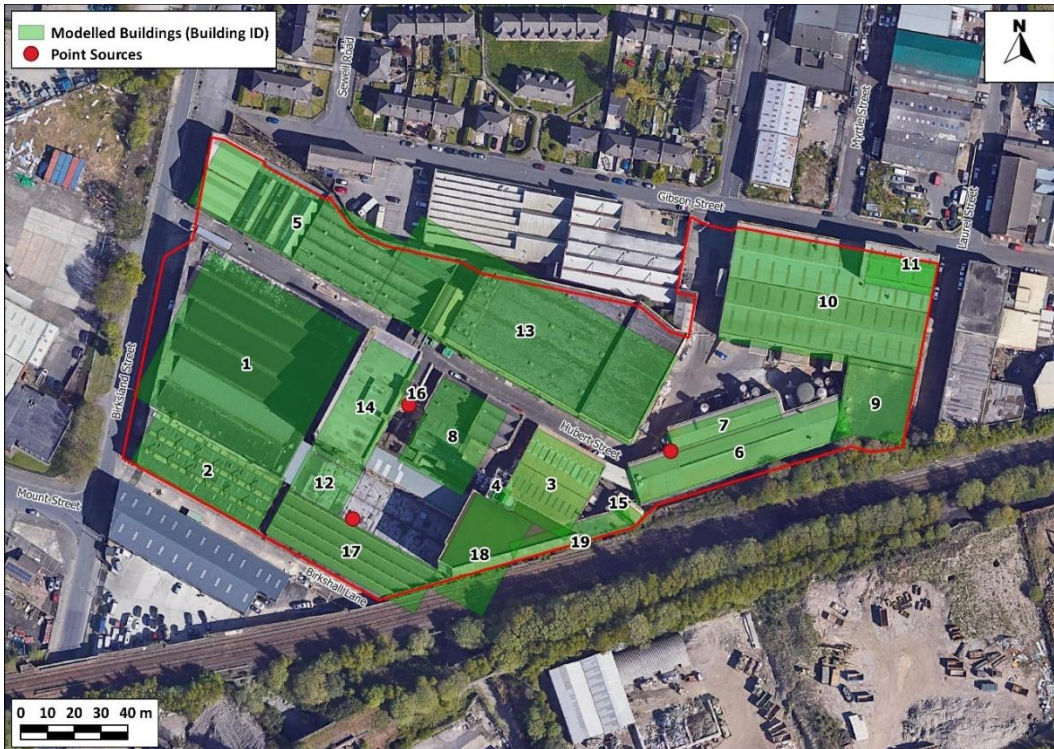 Modelled Buildings (Building ID)
Point Sources
N
Sewell Road
Myrtle Street
Gibson Street
Laurel Street
5
11
10
1
13
16
14
Birksland Street
8
7
9
Hubert Street
6
2
12
4
3
Mount Street
15
17
18
19
Birkshall Lane
0 10 20 30 40 m